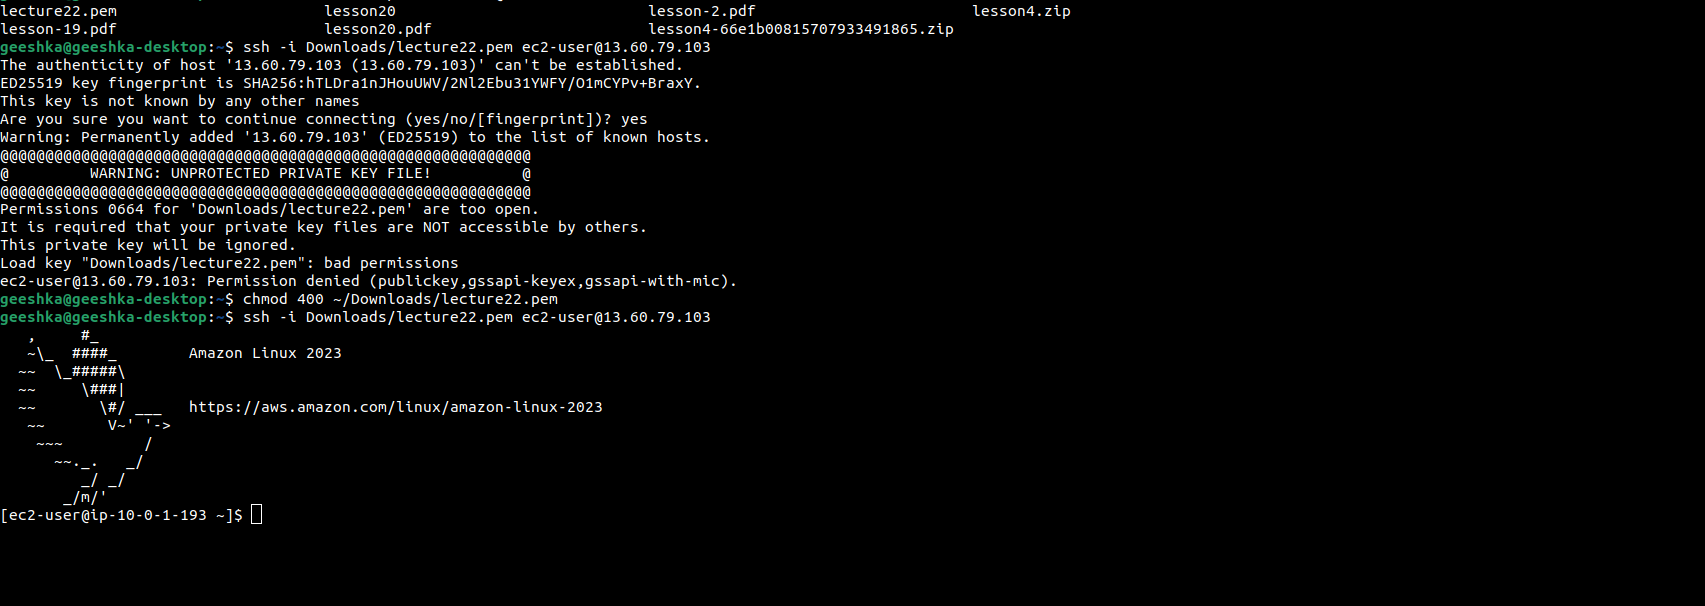 lecture22.pem                       lesson20                            lesson-2.pdf                        lesson4.zip
lesson-19.pdf                       lesson20.pdf                        lesson4-66e1b00815707933491865.zip
geeshka@geeshka-desktop:~$ ssh -i Downloads/lecture22.pem ec2-user@13.60.79.103
The authenticity of host '13.60.79.103 (13.60.79.103)' can't be established.
ED25519 key fingerprint is SHA256:hTLDra1nJHouUWV/2Nl2Ebu31YWFY/O1mCYPv+BraxY.
This key is not known by any other names
Are you sure you want to continue connecting (yes/no/[fingerprint])? yes
Warning: Permanently added '13.60.79.103' (ED25519) to the list of known hosts.
@@@@@@@@@@@@@@@@@@@@@@@@@@@@@@@@@@@@@@@@@@@@@@@@@@@@@@@@@@@
@         WARNING: UNPROTECTED PRIVATE KEY FILE!          @
@@@@@@@@@@@@@@@@@@@@@@@@@@@@@@@@@@@@@@@@@@@@@@@@@@@@@@@@@@@
Permissions 0664 for 'Downloads/lecture22.pem' are too open.
It is required that your private key files are NOT accessible by others.
This private key will be ignored.
Load key "Downloads/lecture22.pem": bad permissions
ec2-user@13.60.79.103: Permission denied (publickey,gssapi-keyex,gssapi-with-mic).
geeshka@geeshka-desktop:~$ chmod 400 ~/Downloads/lecture22.pem
geeshka@geeshka-desktop:~$ ssh -i Downloads/lecture22.pem ec2-user@13.60.79.103
   ,     #_
   ~\_  ####_        Amazon Linux 2023
  ~~  \_#####\
  ~~     \###|
  ~~       \#/ ___   https://aws.amazon.com/linux/amazon-linux-2023
   ~~       V~' '->
    ~~~         /
      ~~._.   _/
         _/ _/
       _/m/'
[ec2-user@ip-10-0-1-193 ~]$